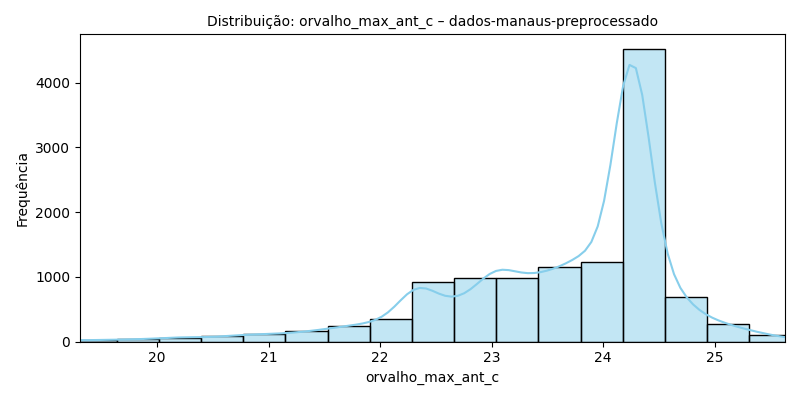 Distribuição: orvalho_max_ant_c – dados-manaus-preprocessado
Frequência
4000
3000
2000
1000
0
20 21 22 23 24 25
orvalho_max_ant_c